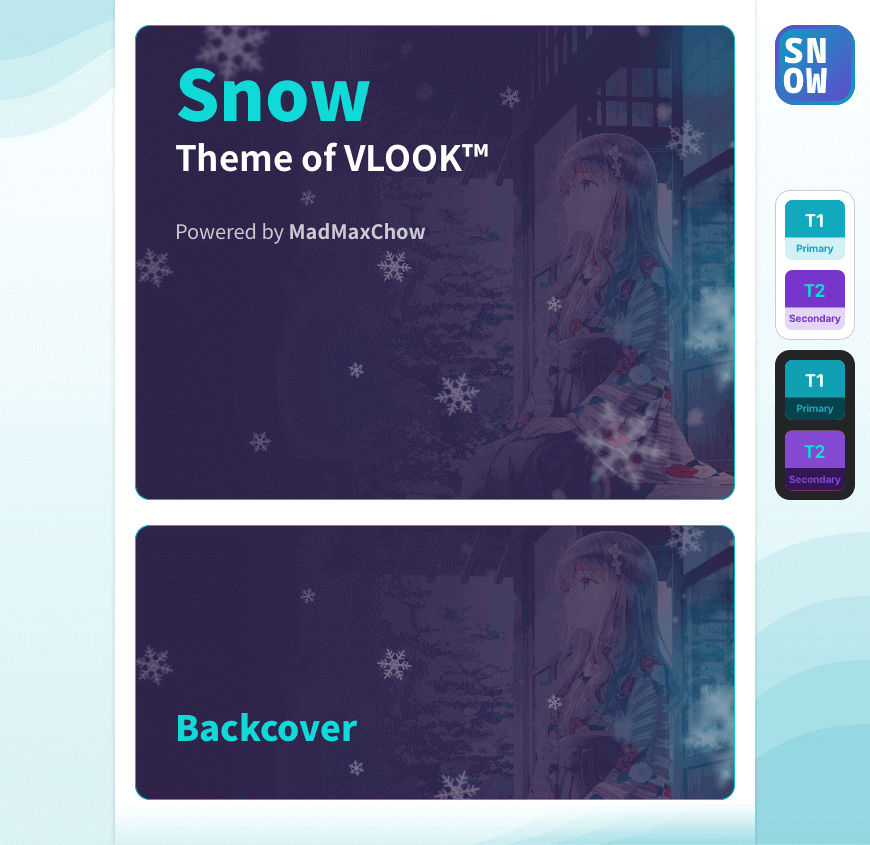 Snow
Theme of VLOOK™
Powered by MadMaxChow
Backcover
SN
OW
T1
Primary
T2
Secondary
T1
Primary
T2
Secondary